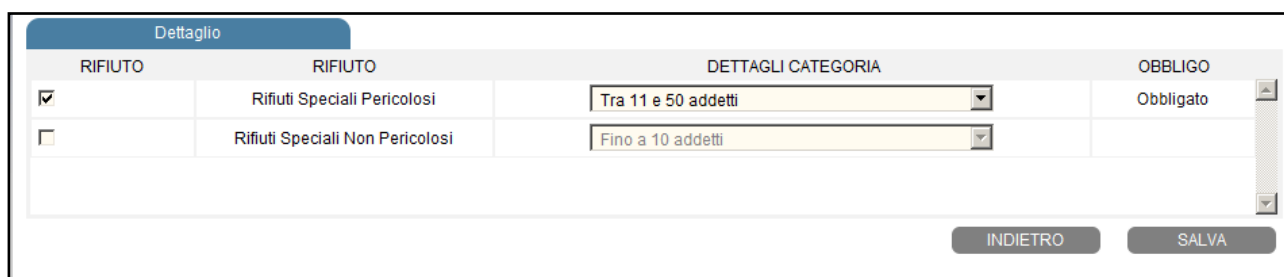 Dettaglio
RIFIUTO RIFIUTO DETTAGLI CATEGORIA OBBLIGO
Rifiuti Speciali Pericolosi Tra 11 e 50 addetti Obbligato
Rifiuti Speciali Non Pericolosi Fino a 10 addetti
INDIETRO SALVA